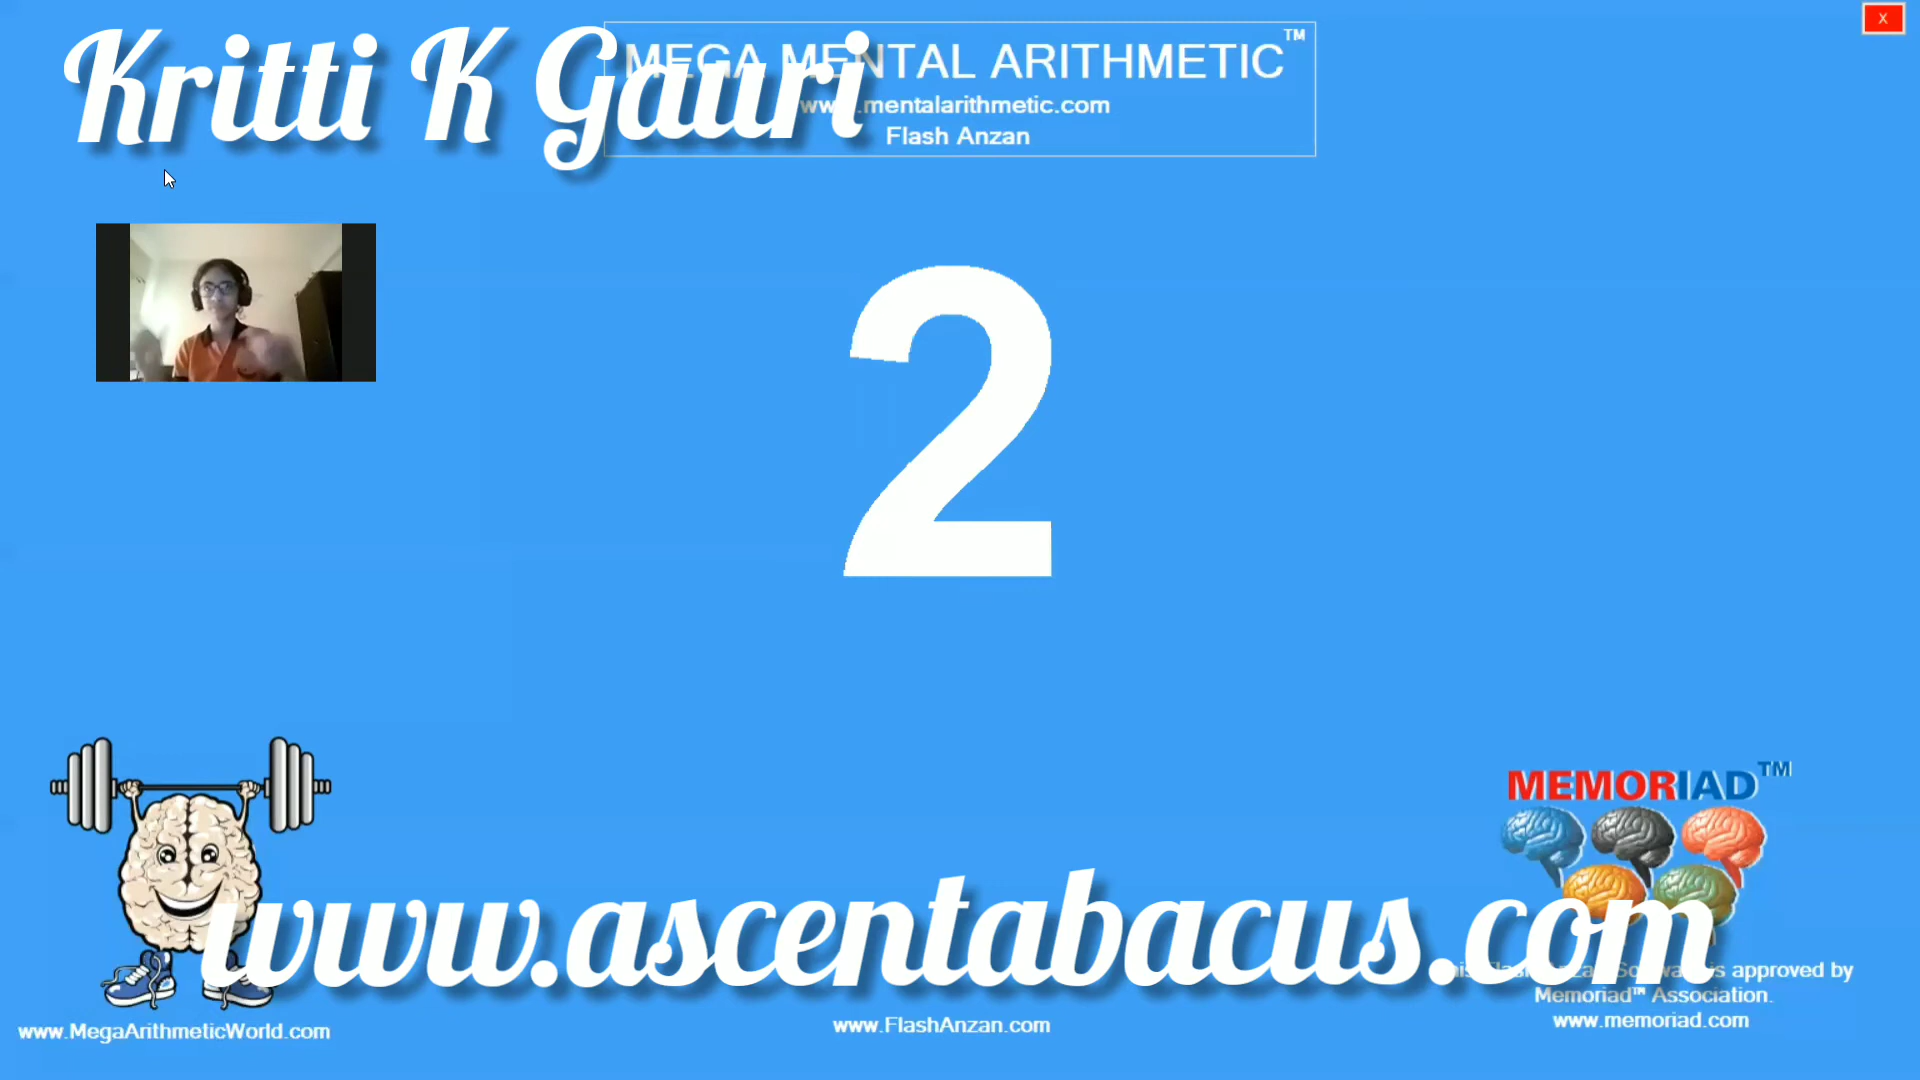 Kritti K Gauri
MEGA MENTAL ARITHMETIC™
www.mentalarithmetic.com
Flash Anzan
X
2
MEMORIAD™
www.ascentabacus.com
is approved by
Memoriad™ Association.
www.memoriad.com
www.MegaArithmeticWorld.com
www.FlashAnzan.com